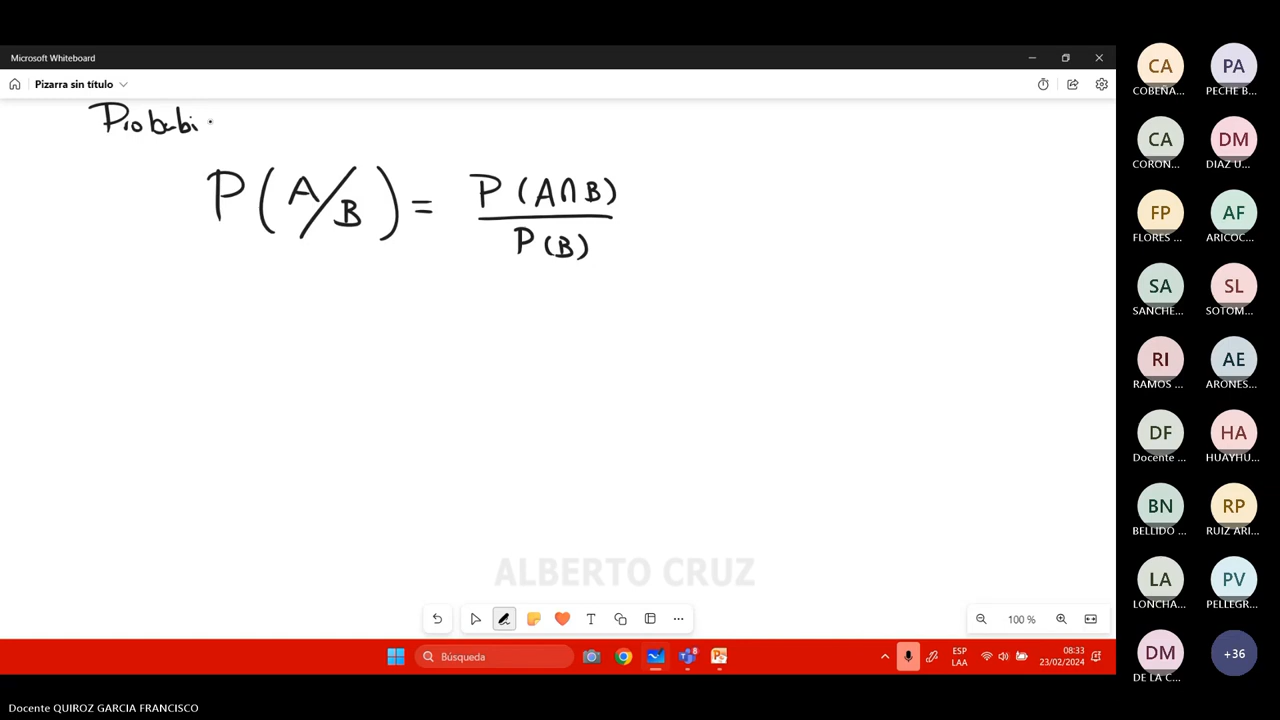 Microsoft Whiteboard
Pizarra sin título
Probabi
P(A/B) = P(A∩B)
P(B)
ALBERTO CRUZ
100 %
Búsqueda
8
ESP
LAA
08:33
23/02/2024
CA PA
COBEÑA... PECHE B...
CA DM
CORON... DIAZ U...
FP AF
FLORES ... ARICOC...
SA SL
SANCHE... SOTOM...
RI AE
RAMOS ... ARONES...
DF HA
Docente ... HUAYHU...
BN RP
BELLIDO ... RUIZ ARI...
LA PV
LONCHA... PELLEGR...
DM +36
DE LA C...
Docente QUIROZ GARCIA FRANCISCO